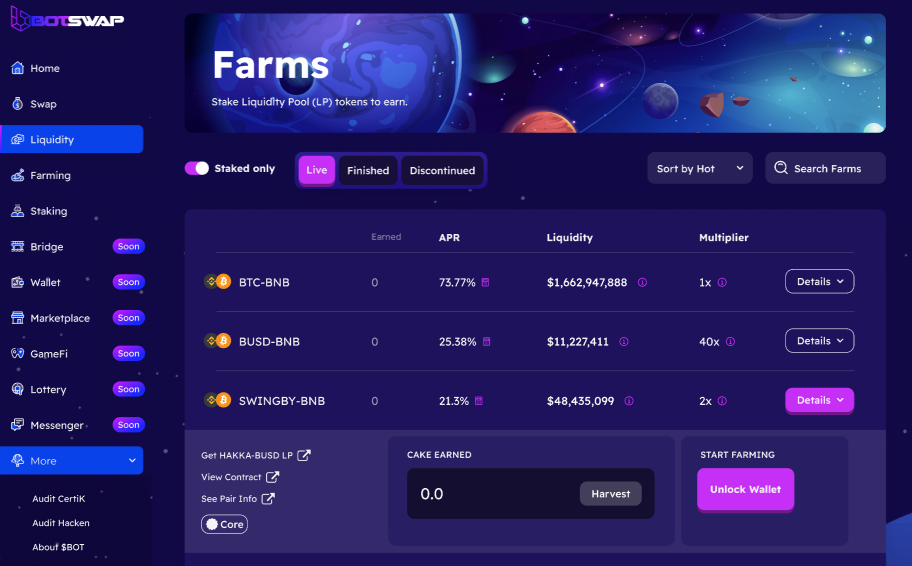 BOTSWAP
Home
Swap
Liquidity
Farming
Staking
Bridge Soon
Wallet Soon
Marketplace Soon
GameFi Soon
Lottery Soon
Messenger Soon
More
Audit CertiK
Audit Hacken
About $BOT
Farms
Stake Liquidity Pool (LP) tokens to earn.
Staked only Live Finished Discontinued Sort by Hot Search Farms
Earned APR Liquidity Multiplier
BTC-BNB 0 73.77% $1,662,947,888 1x Details
BUSD-BNB 0 25.38% $11,227,411 40x Details
SWINGBY-BNB 0 21.3% $48,435,099 2x Details
Get HAKKA-BUSD LP
View Contract
See Pair Info
Core
CAKE EARNED
0.0 Harvest
START FARMING
Unlock Wallet